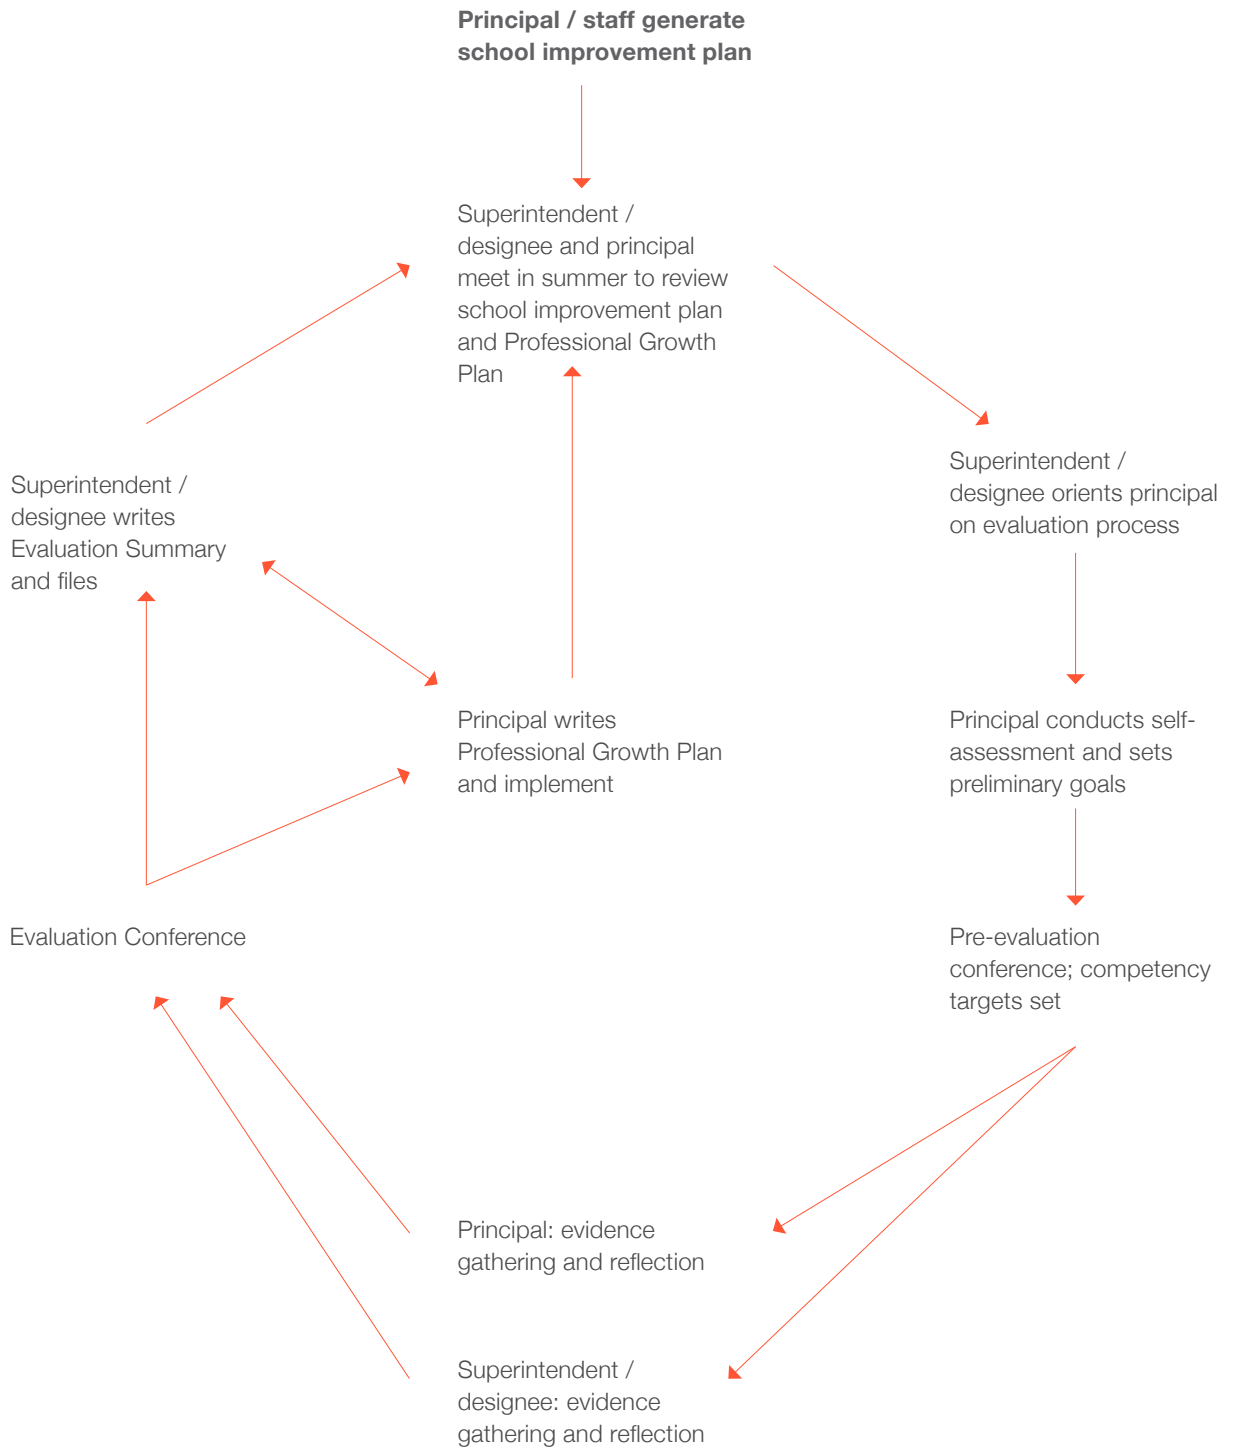 Principal / staff generate
school improvement plan
Superintendent /
designee and principal
meet in summer to review
school improvement plan
and Professional Growth
Plan
Superintendent /
designee orients principal
on evaluation process
Superintendent /
designee writes
Evaluation Summary
and files
Principal writes
Professional Growth Plan
and implement
Principal conducts self-
assessment and sets
preliminary goals
Evaluation Conference
Pre-evaluation
conference; competency
targets set
Principal: evidence
gathering and reflection
Superintendent /
designee: evidence
gathering and reflection